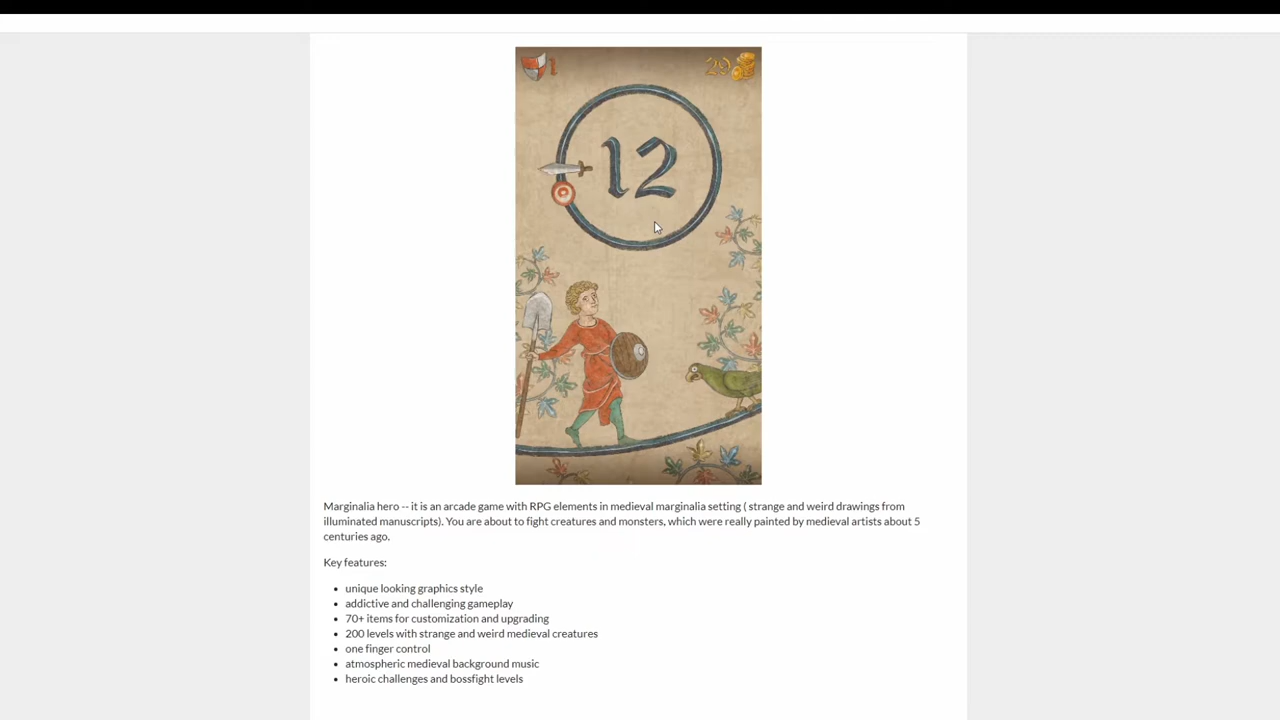 1
29
12
Marginalia hero -- it is an arcade game with RPG elements in medieval marginalia setting ( strange and weird drawings from
illuminated manuscripts). You are about to fight creatures and monsters, which were really painted by medieval artists about 5
centuries ago.
Key features:
• unique looking graphics style
• addictive and challenging gameplay
• 70+ items for customization and upgrading
• 200 levels with strange and weird medieval creatures
• one finger control
• atmospheric medieval background music
• heroic challenges and bossfight levels